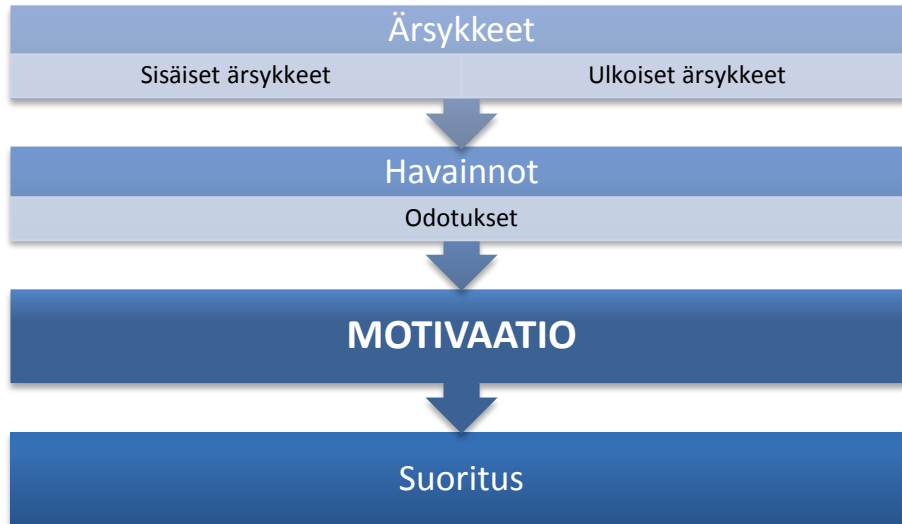 Ärsykkeet
Sisäiset ärsykkeet Ulkoiset ärsykkeet
Havainnot
Odotukset
MOTIVAATIO
Suoritus